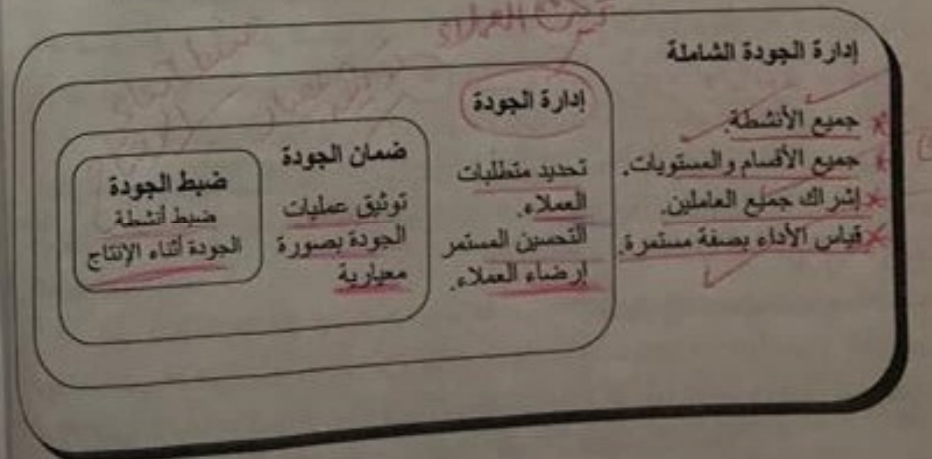 إدارة الجودة الشاملة
جميع الأنشطة.
جميع الأقسام والمستويات.
إشراك جميع العاملين.
قياس الأداء بصفة مستمرة.
إدارة الجودة
تحديد متطلبات
العملاء.
التحسين المستمر
إرضاء العملاء.
ضمان الجودة
توثيق عمليات
الجودة بصورة
معيارية
ضبط الجودة
ضبط أنشطة
الجودة أثناء الإنتاج